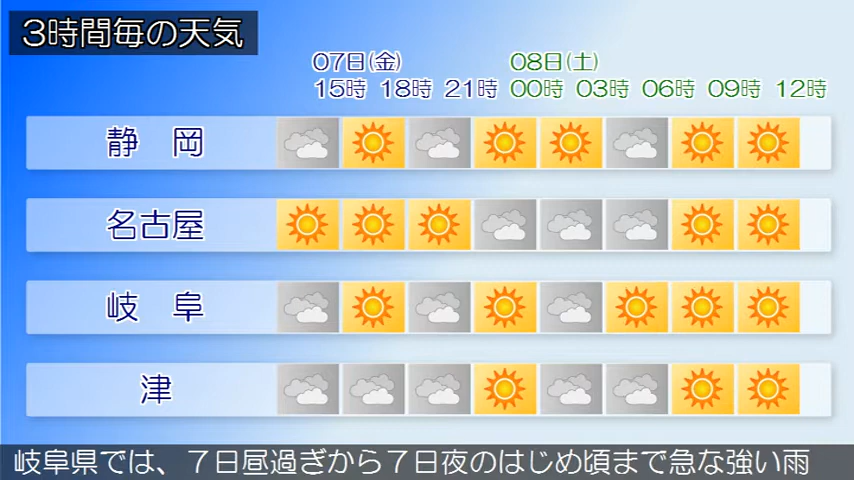 3時間毎の天気
07日(金) 08日(土)
15時 18時 21時 00時 03時 06時 09時 12時
静 岡
名古屋
岐 阜
津
岐阜県では、７日昼過ぎから７日夜のはじめ頃まで急な強い雨